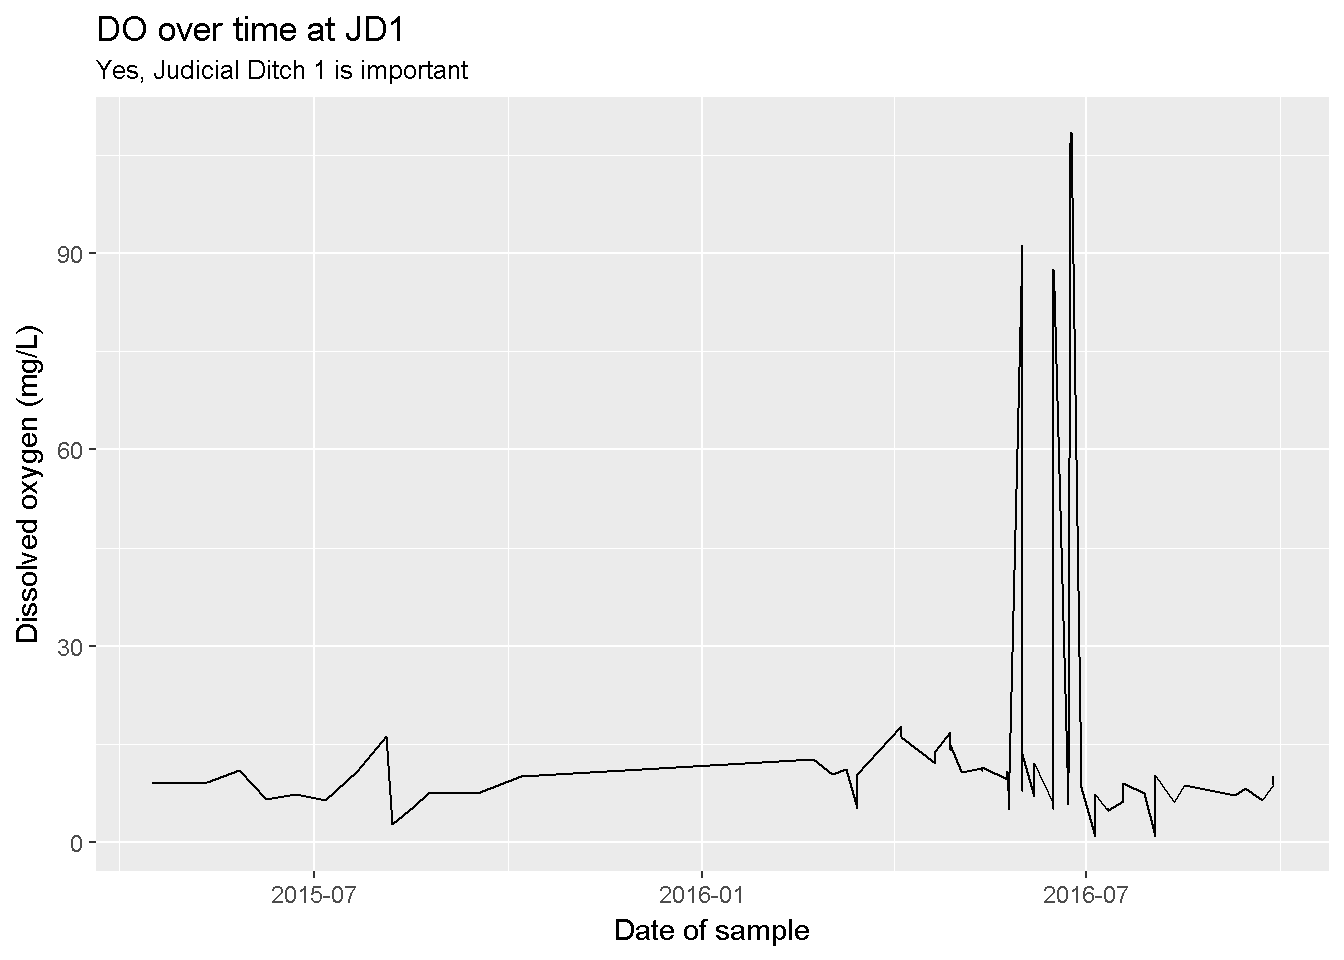 DO over time at JD1
Yes, Judicial Ditch 1 is important
Dissolved oxygen (mg/L)
90
60
30
0
2015-07 2016-01 2016-07
Date of sample